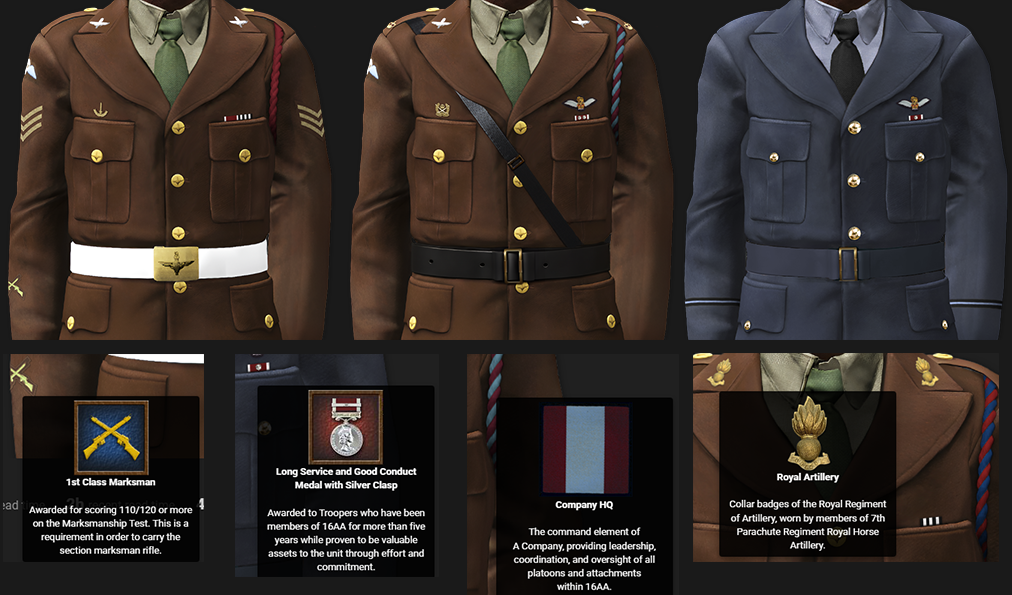 1st Class Marksman
Awarded for scoring 110/120 or more
on the Marksmanship Test. This is a
requirement in order to carry the
section marksman rifle.
Long Service and Good Conduct
Medal with Silver Clasp
Awarded to Troopers who have been
members of 16AA for more than five
years while proven to be valuable
assets to the unit through effort and
commitment.
Company HQ
The command element of
A Company, providing leadership,
coordination, and oversight of all
platoons and attachments
within 16AA.
Royal Artillery
Collar badges of the Royal Regiment
of Artillery, worn by members of 7th
Parachute Regiment Royal Horse
Artillery.